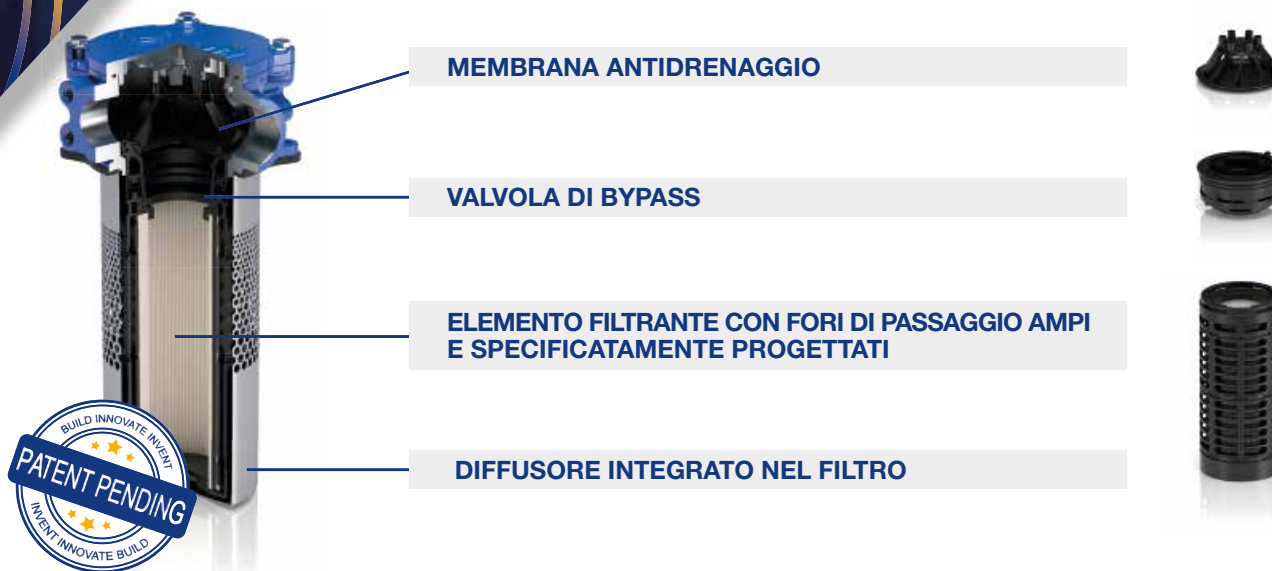 MEMBRANA ANTIDRENAGGIO
VALVOLA DI BYPASS
ELEMENTO FILTRANTE CON FORI DI PASSAGGIO AMPI
E SPECIFICATAMENTE PROGETTATI
DIFFUSORE INTEGRATO NEL FILTRO
BUILD INNOVATE INVENT
PATENT PENDING
INVENT INNOVATE BUILD